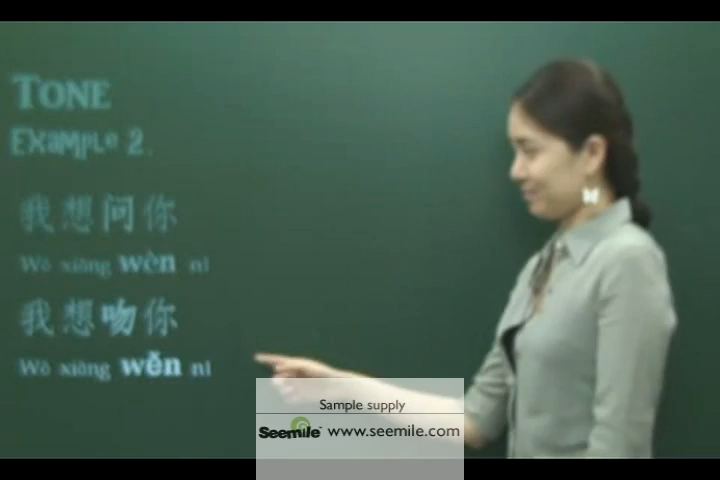 TONE
EXAMPLE 2.
我想问你
Wǒ xiǎng wèn nǐ
我想吻你
Wǒ xiǎng wěn nǐ
Sample supply
Seemile www.seemile.com